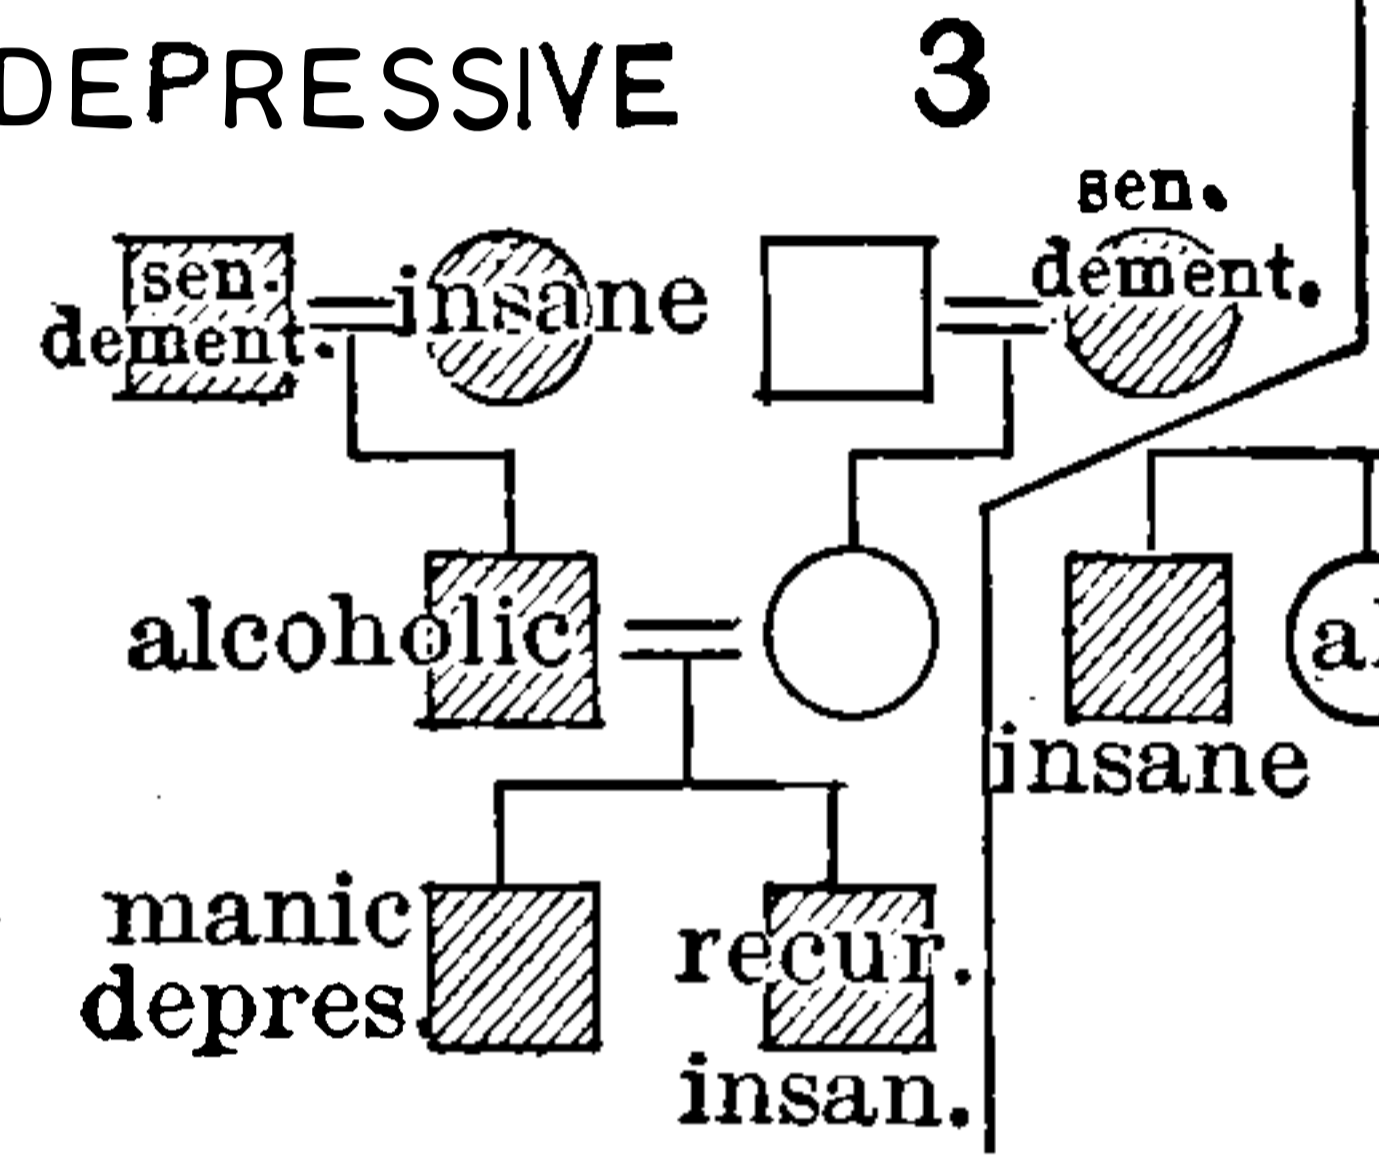 DEPRESSIVE 3
sen.
dement.
insane
sen.
dement.
alcoholic
insane
manic
depres.
recur.
insan.